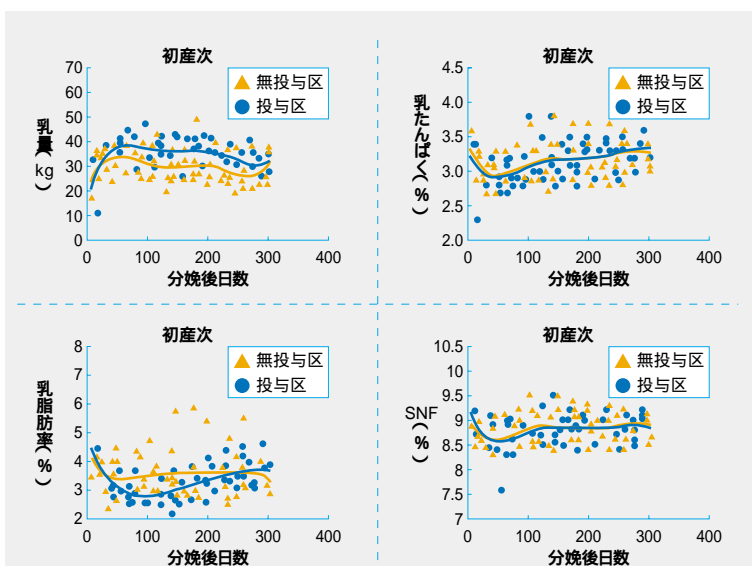 初産次
乳量(kg)
70
60
50
40
30
20
10
0
0 100 200 300 400
分娩後日数
無投与区
投与区
初産次
乳たんぱく(%)
4.5
4.0
3.5
3.0
2.5
2.0
0 100 200 300 400
分娩後日数
無投与区
投与区
初産次
乳脂肪率(%)
8
7
6
5
4
3
2
0 100 200 300 400
分娩後日数
無投与区
投与区
初産次
SNF(%)
10.5
10
9.5
9
8.5
8
7.5
7
0 100 200 300 400
分娩後日数
無投与区
投与区